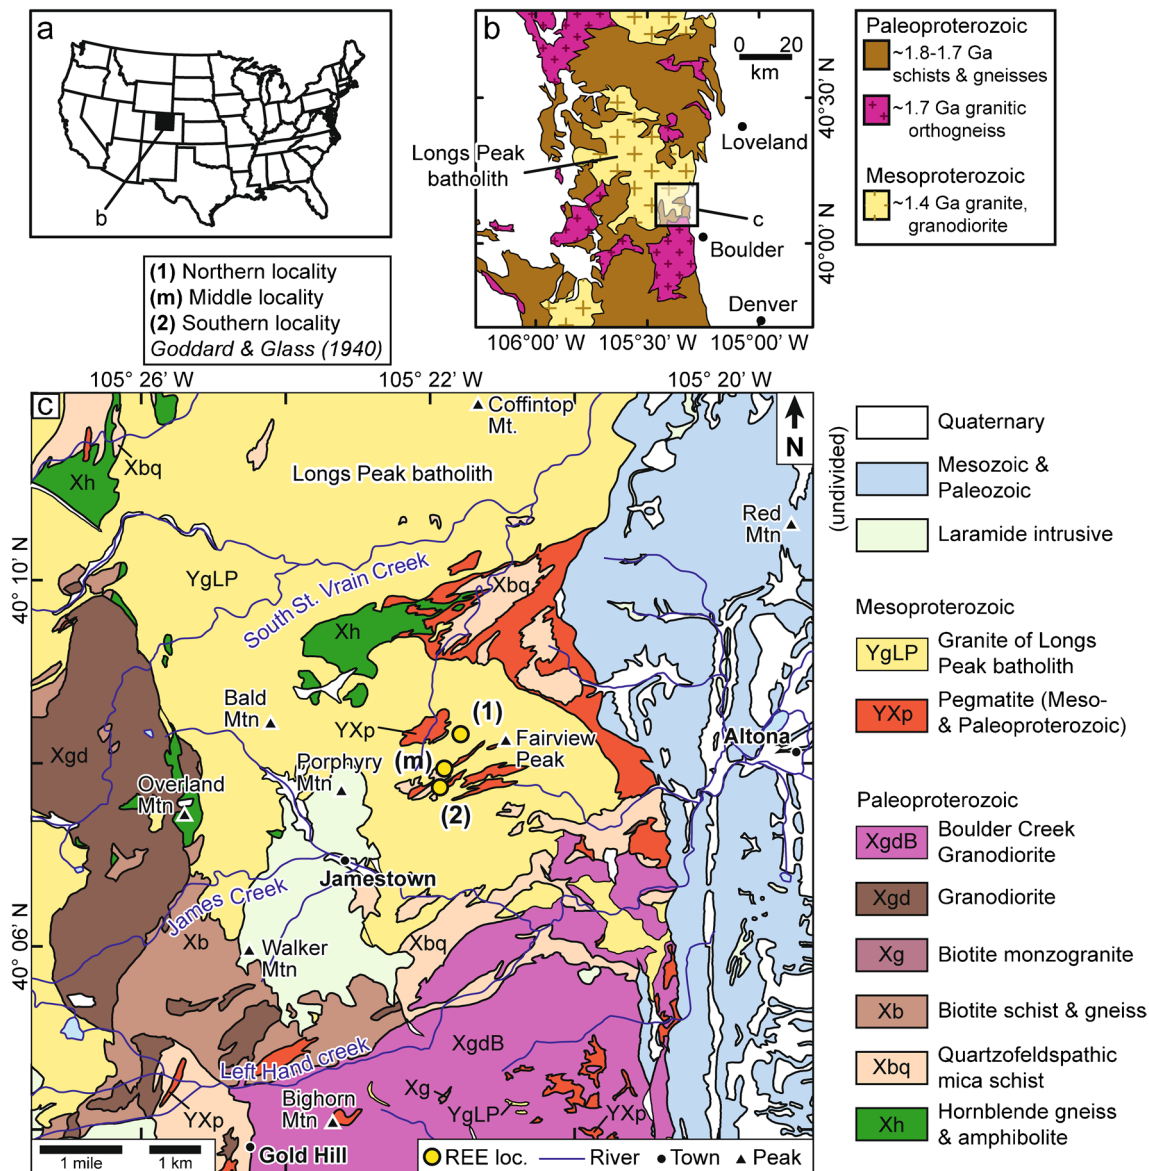 a
b
(1) Northern locality
(m) Middle locality
(2) Southern locality
Goddard & Glass (1940)
b
0 20
km
Loveland
Longs Peak
batholith
c
Boulder
Denver
40°30' N
40°00' N
106°00' W 105°30' W 105°00' W
Paleoproterozoic
~1.8-1.7 Ga
schists & gneisses
~1.7 Ga granitic
orthogneiss
Mesoproterozoic
~1.4 Ga granite,
granodiorite
105° 26' W 105° 22' W 105° 20' W
c
Coffintop
Mt.
N
Xbq
Xh
Longs Peak batholith
Red
Mtn
40° 10' N
YgLP
South St. Vrain Creek
Xbq
Xh
Bald
Mtn
YXp
(1)
Fairview
Peak
Altona
Xgd
(m)
Porphyry
Mtn
Overland
Mtn
(2)
Jamestown
James Creek
40° 06' N
Xb
Walker
Mtn
Xbq
XgdB
Left Hand creek
Xg
Bighorn
Mtn
YgLP
YXp
YXp
Gold Hill
1 mile
1 km
REE loc.
River
Town
Peak
(undivided)
Quaternary
Mesozoic &
Paleozoic
Laramide intrusive
Mesoproterozoic
YgLP
Granite of Longs
Peak batholith
YXp
Pegmatite (Meso-
& Paleoproterozoic)
Paleoproterozoic
XgdB
Boulder Creek
Granodiorite
Xgd
Granodiorite
Xg
Biotite monzogranite
Xb
Biotite schist & gneiss
Xbq
Quartzofeldspathic
mica schist
Xh
Hornblende gneiss
& amphibolite